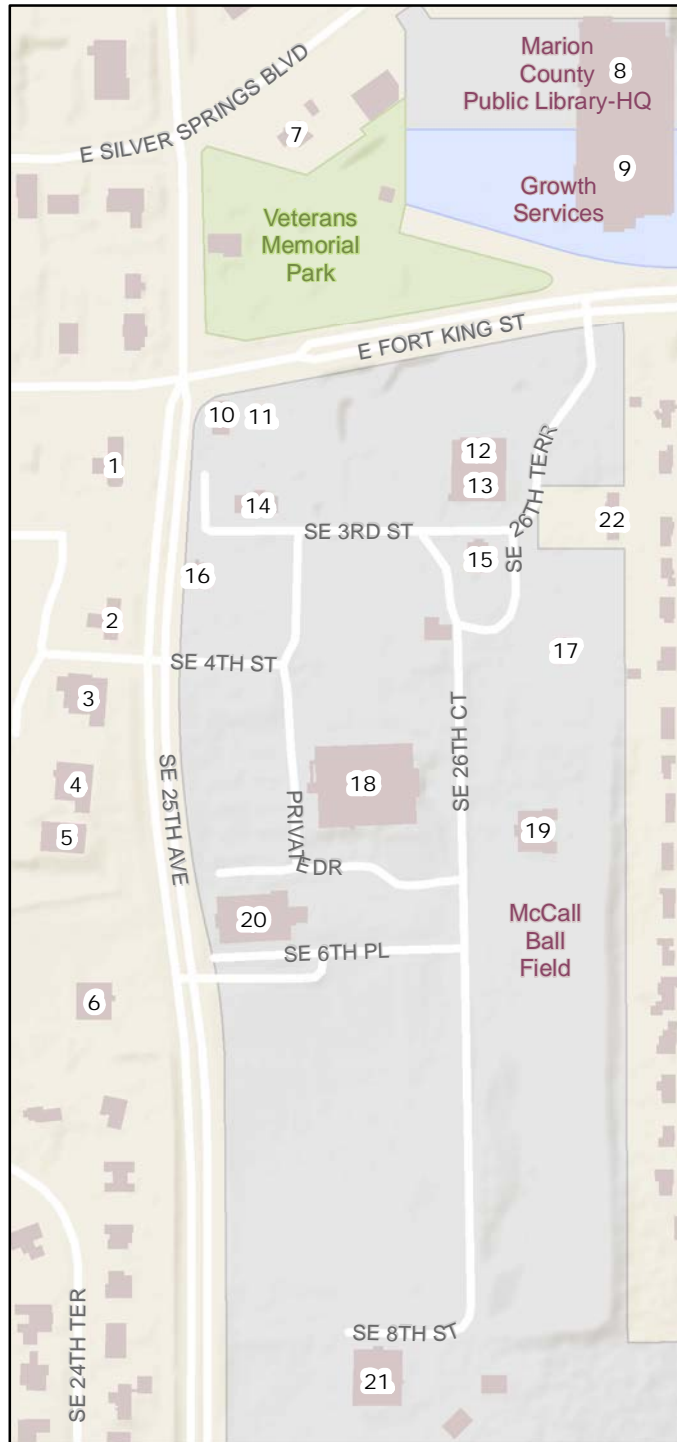 Marion
County
Public Library-HQ
8
E SILVER SPRINGS BLVD
7
9
Growth
Services
Veterans
Memorial
Park
E FORT KING ST
10
11
1
12
13
SE 26TH TERR
14
22
SE 3RD ST
15
16
2
17
SE 4TH ST
3
SE 26TH CT
4
18
SE 25TH AVE
5
PRIVAT
E DR
19
20
McCall
Ball
Field
SE 6TH PL
6
SE 24TH TER
SE 8TH ST
21